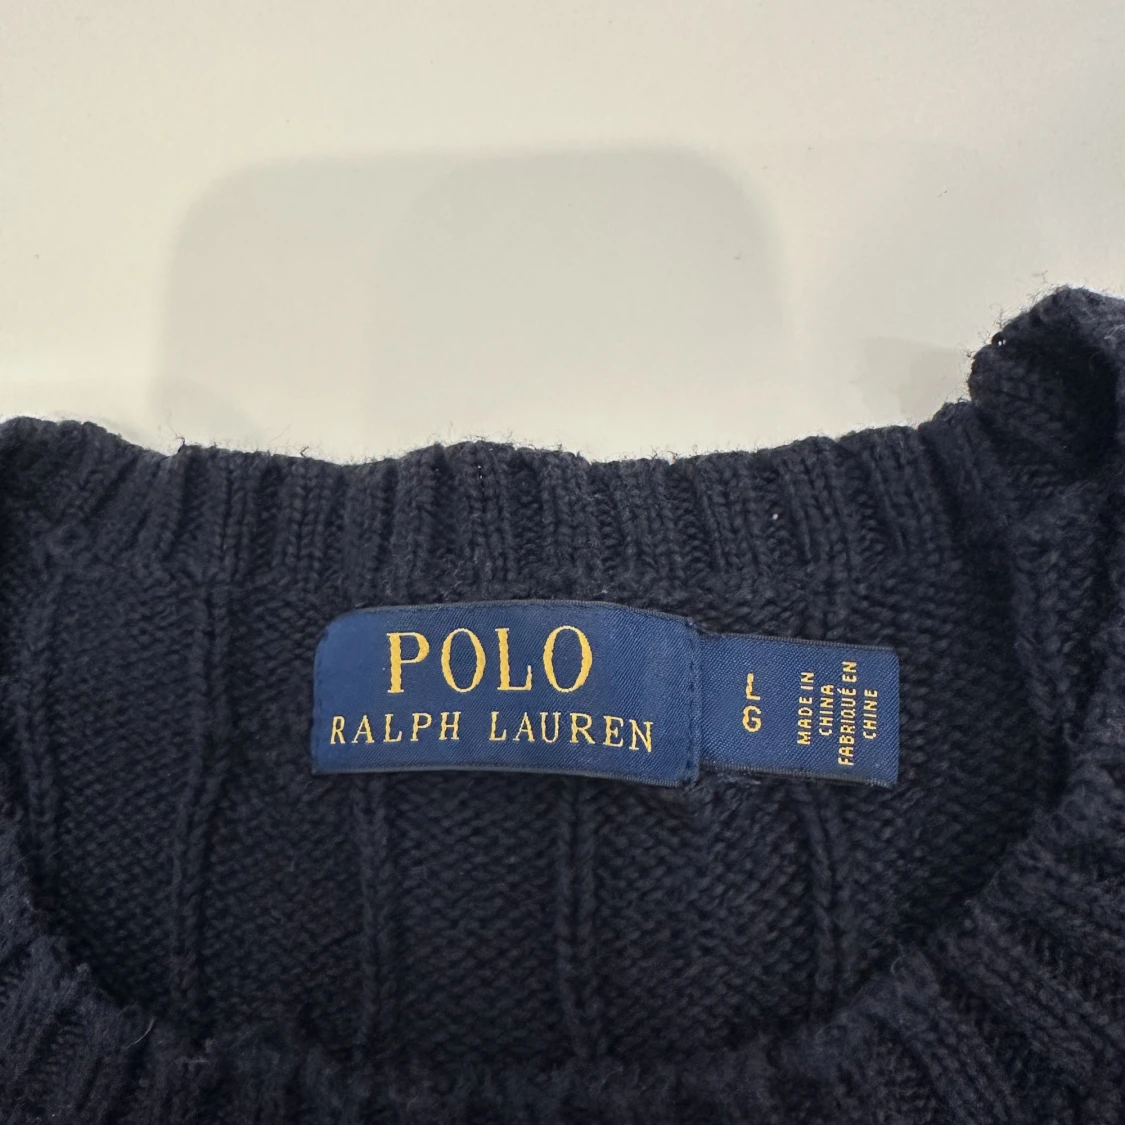 POLO
RALPH LAUREN
L
G
MADE IN
CHINA
FABRIQUÉ EN
CHINE